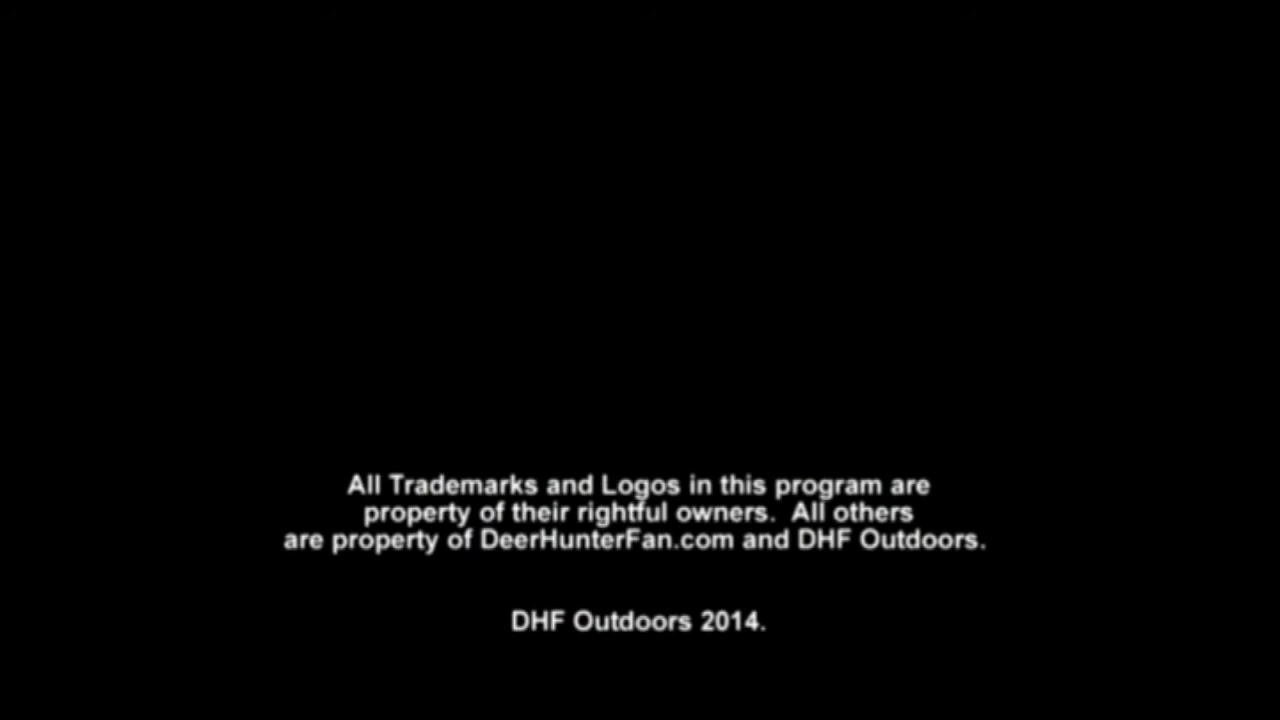 All Trademarks and Logos in this program are
property of their rightful owners.  All others
are property of DeerHunterFan.com and DHF Outdoors.
DHF Outdoors 2014.